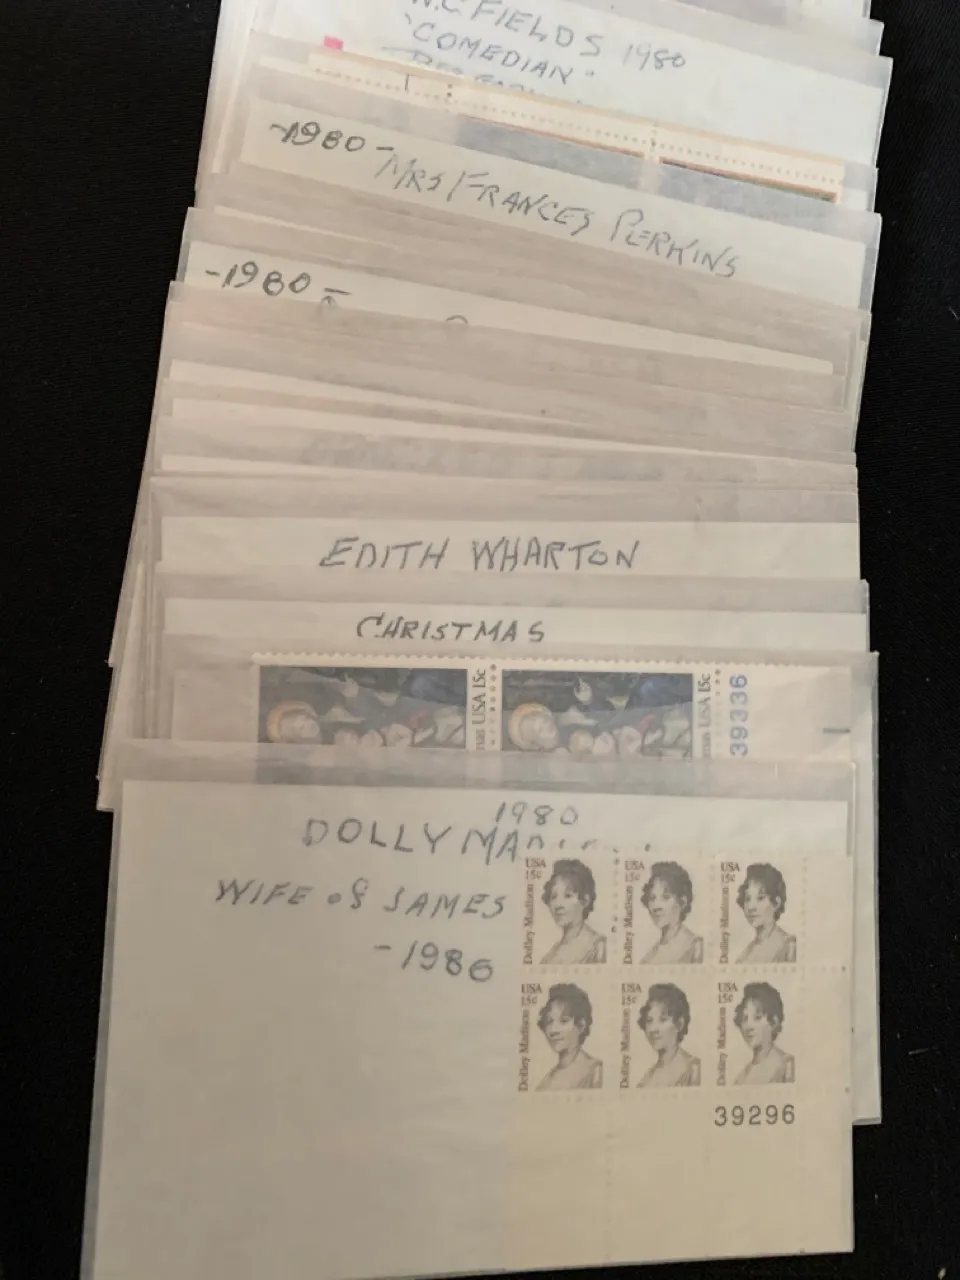 W.C FIELDS 1980
"COMEDIAN"
-1980-
MRS FRANCES PERKINS
-1980-
EDITH WHARTON
CHRISTMAS
USA 15c
USA 15c
39336
1980
DOLLY
WIFE of JAMES
-1986
USA
15c
Dolley Madison
USA
15c
Dolley Madison
USA
15c
Dolley Madison
USA
15c
Dolley Madison
USA
15c
Dolley Madison
USA
15c
Dolley Madison
39296